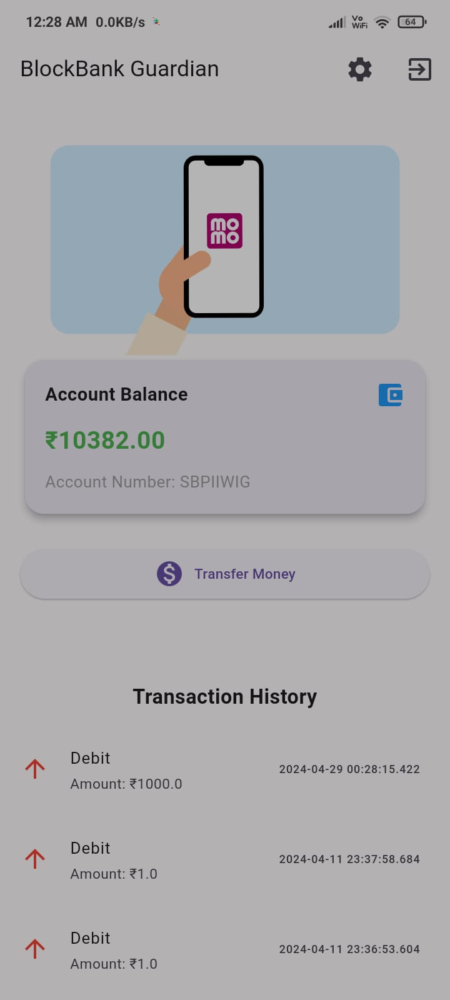 12:28 AM 0.0KB/s
Vo
WiFi
64
BlockBank Guardian
mo
mo
Account Balance
₹10382.00
Account Number: SBPIIWIG
$ Transfer Money
Transaction History
Debit
2024-04-29 00:28:15.422
Amount: ₹1000.0
Debit
2024-04-11 23:37:58.684
Amount: ₹1.0
Debit
2024-04-11 23:36:53.604
Amount: ₹1.0